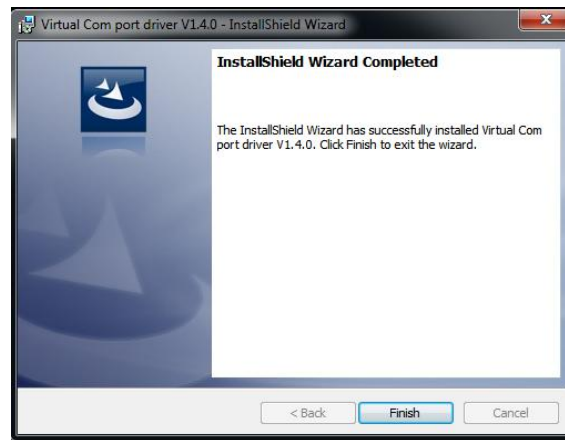 Virtual Com port driver V1.4.0 - InstallShield Wizard
InstallShield Wizard Completed
The InstallShield Wizard has successfully installed Virtual Com
port driver V1.4.0. Click Finish to exit the wizard.
< Back Finish Cancel